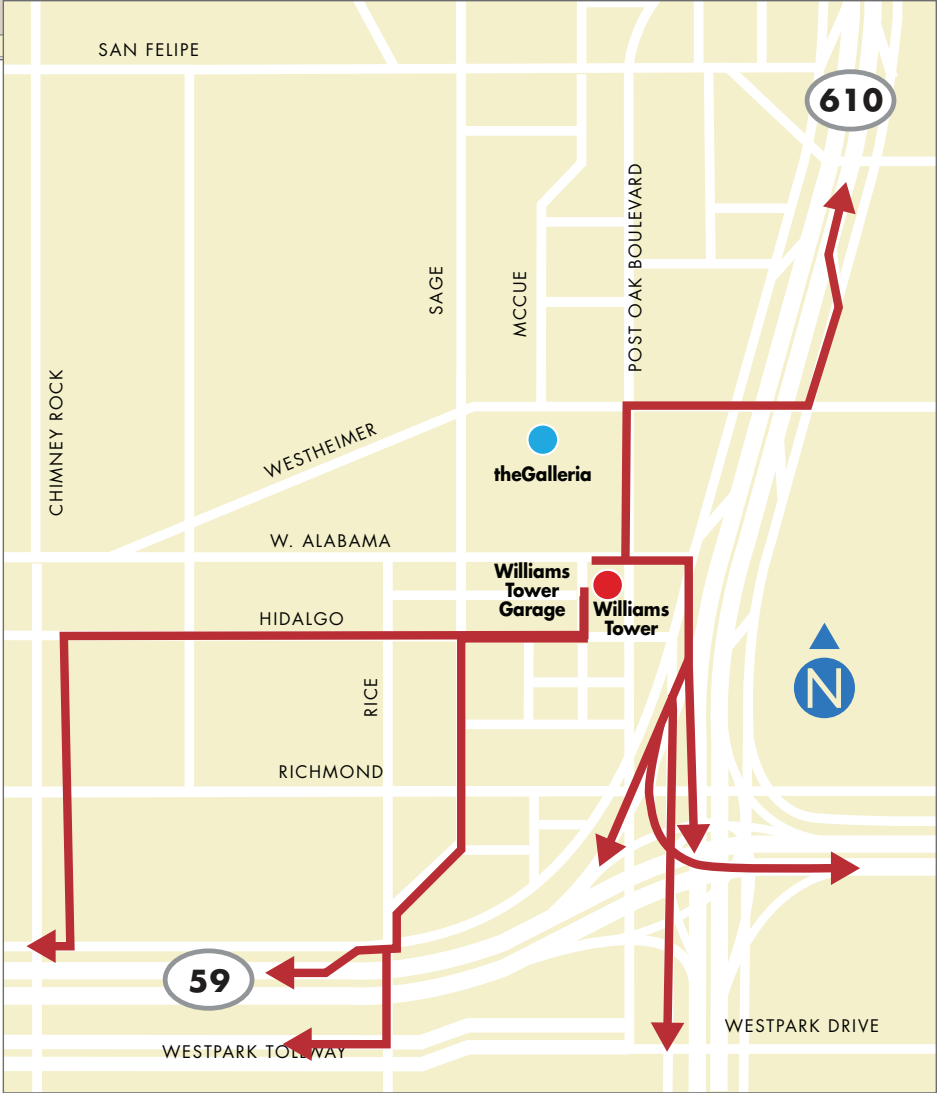 SAN FELIPE
610
POST OAK BOULEVARD
SAGE
MCCUE
CHIMNEY ROCK
WESTHEIMER
theGalleria
W. ALABAMA
Williams
Tower
Garage
Williams
Tower
HIDALGO
N
RICE
RICHMOND
59
WESTPARK DRIVE
WESTPARK TOLLWAY